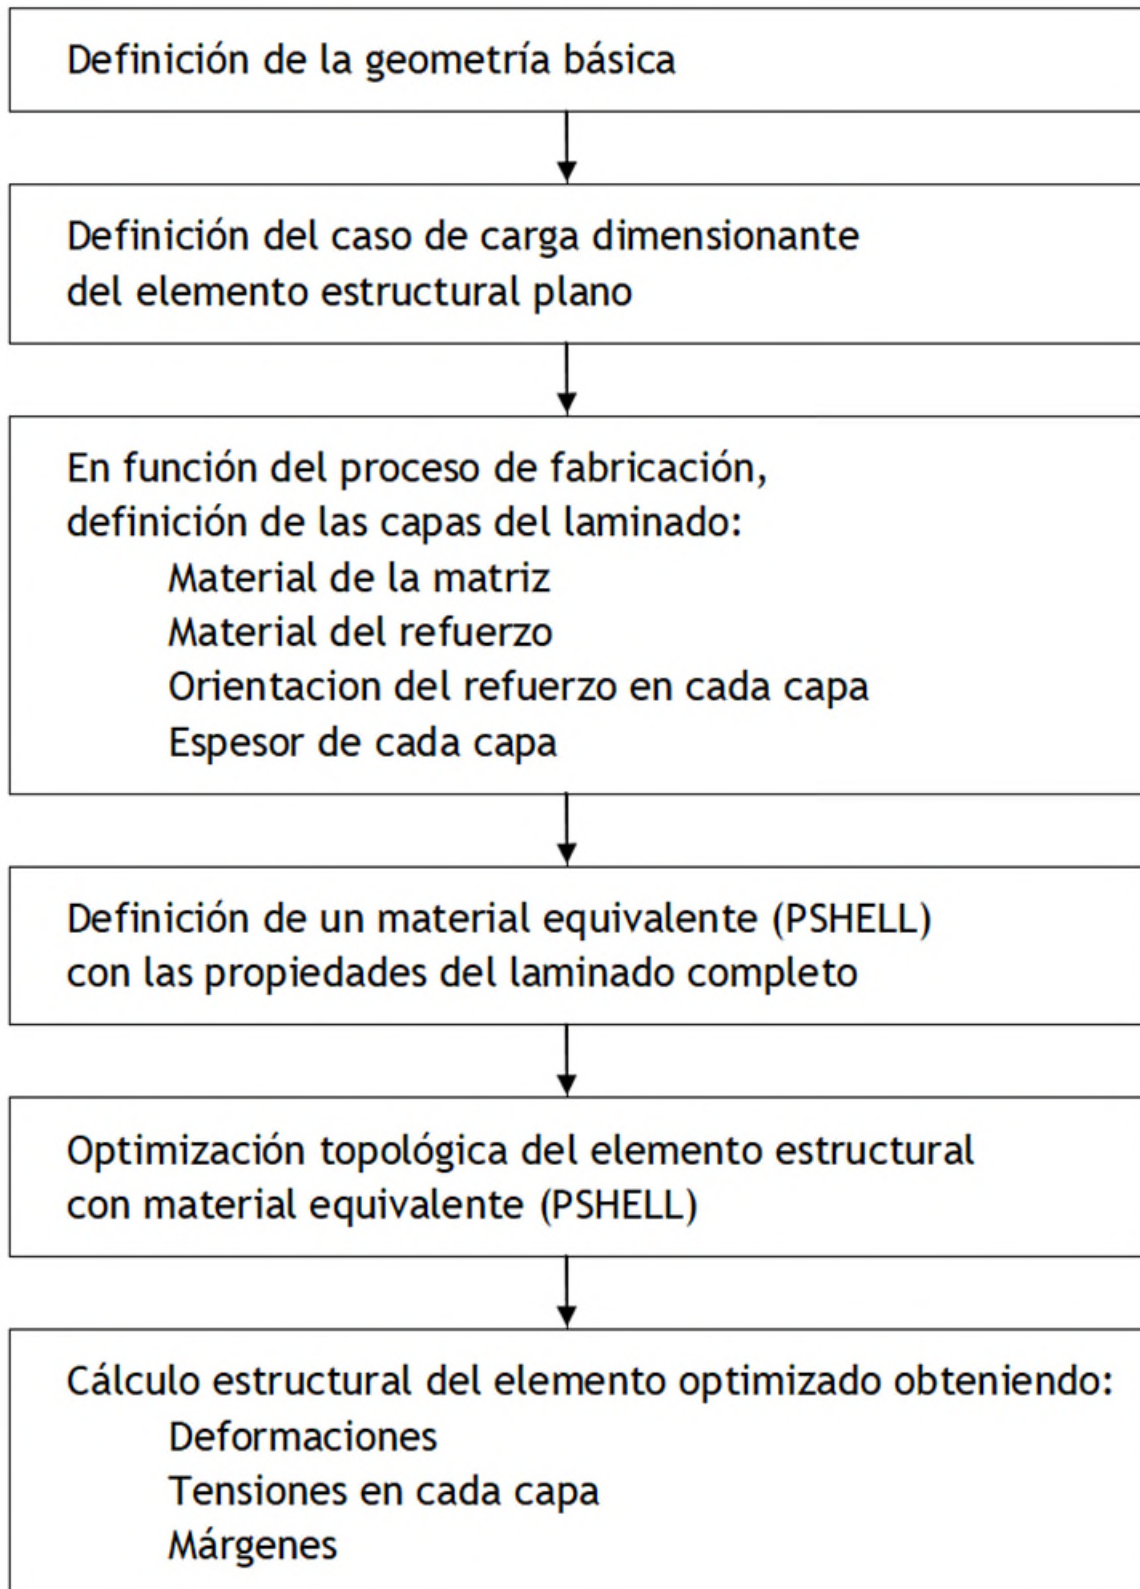 Definición de la geometría básica
Definición del caso de carga dimensionante
del elemento estructural plano
En función del proceso de fabricación,
definición de las capas del laminado:
Material de la matriz
Material del refuerzo
Orientacion del refuerzo en cada capa
Espesor de cada capa
Definición de un material equivalente (PSHELL)
con las propiedades del laminado completo
Optimización topológica del elemento estructural
con material equivalente (PSHELL)
Cálculo estructural del elemento optimizado obteniendo:
Deformaciones
Tensiones en cada capa
Márgenes